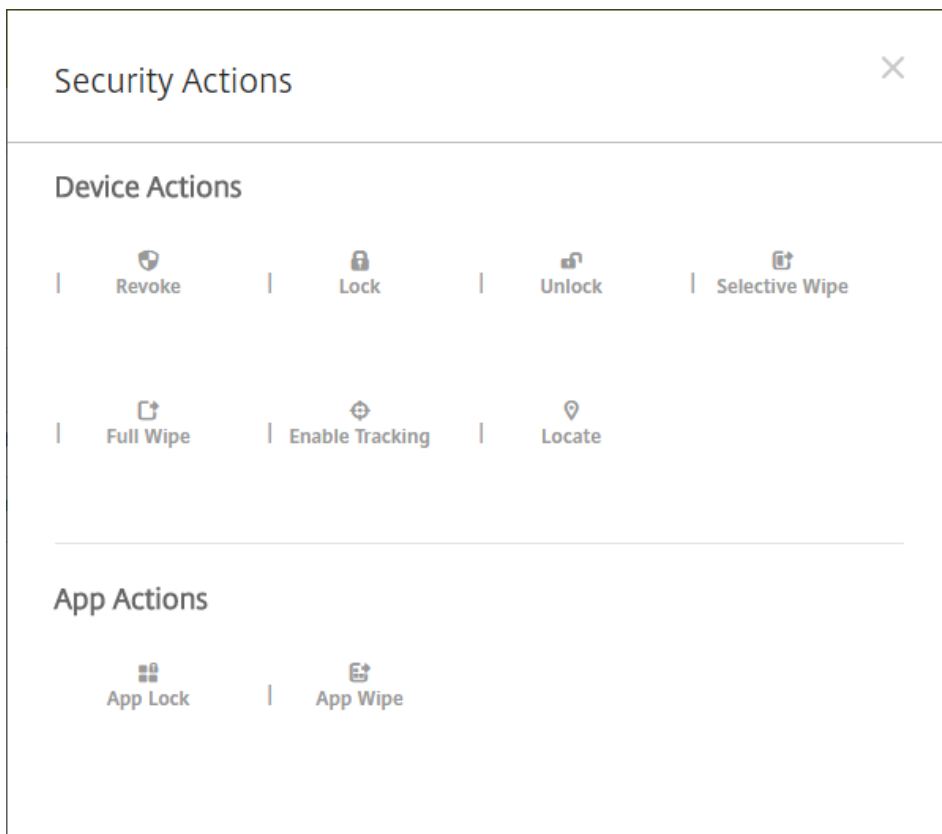 Security Actions
Device Actions
Revoke
Lock
Unlock
Selective Wipe
Full Wipe
Enable Tracking
Locate
App Actions
App Lock
App Wipe